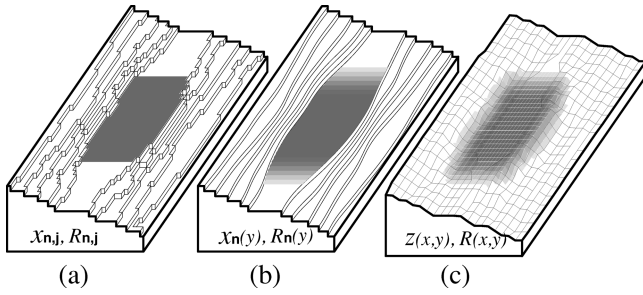 xn,j, Rn,j
xn(y), Rn(y)
z(x,y), R(x,y)
(a)
(b)
(c)